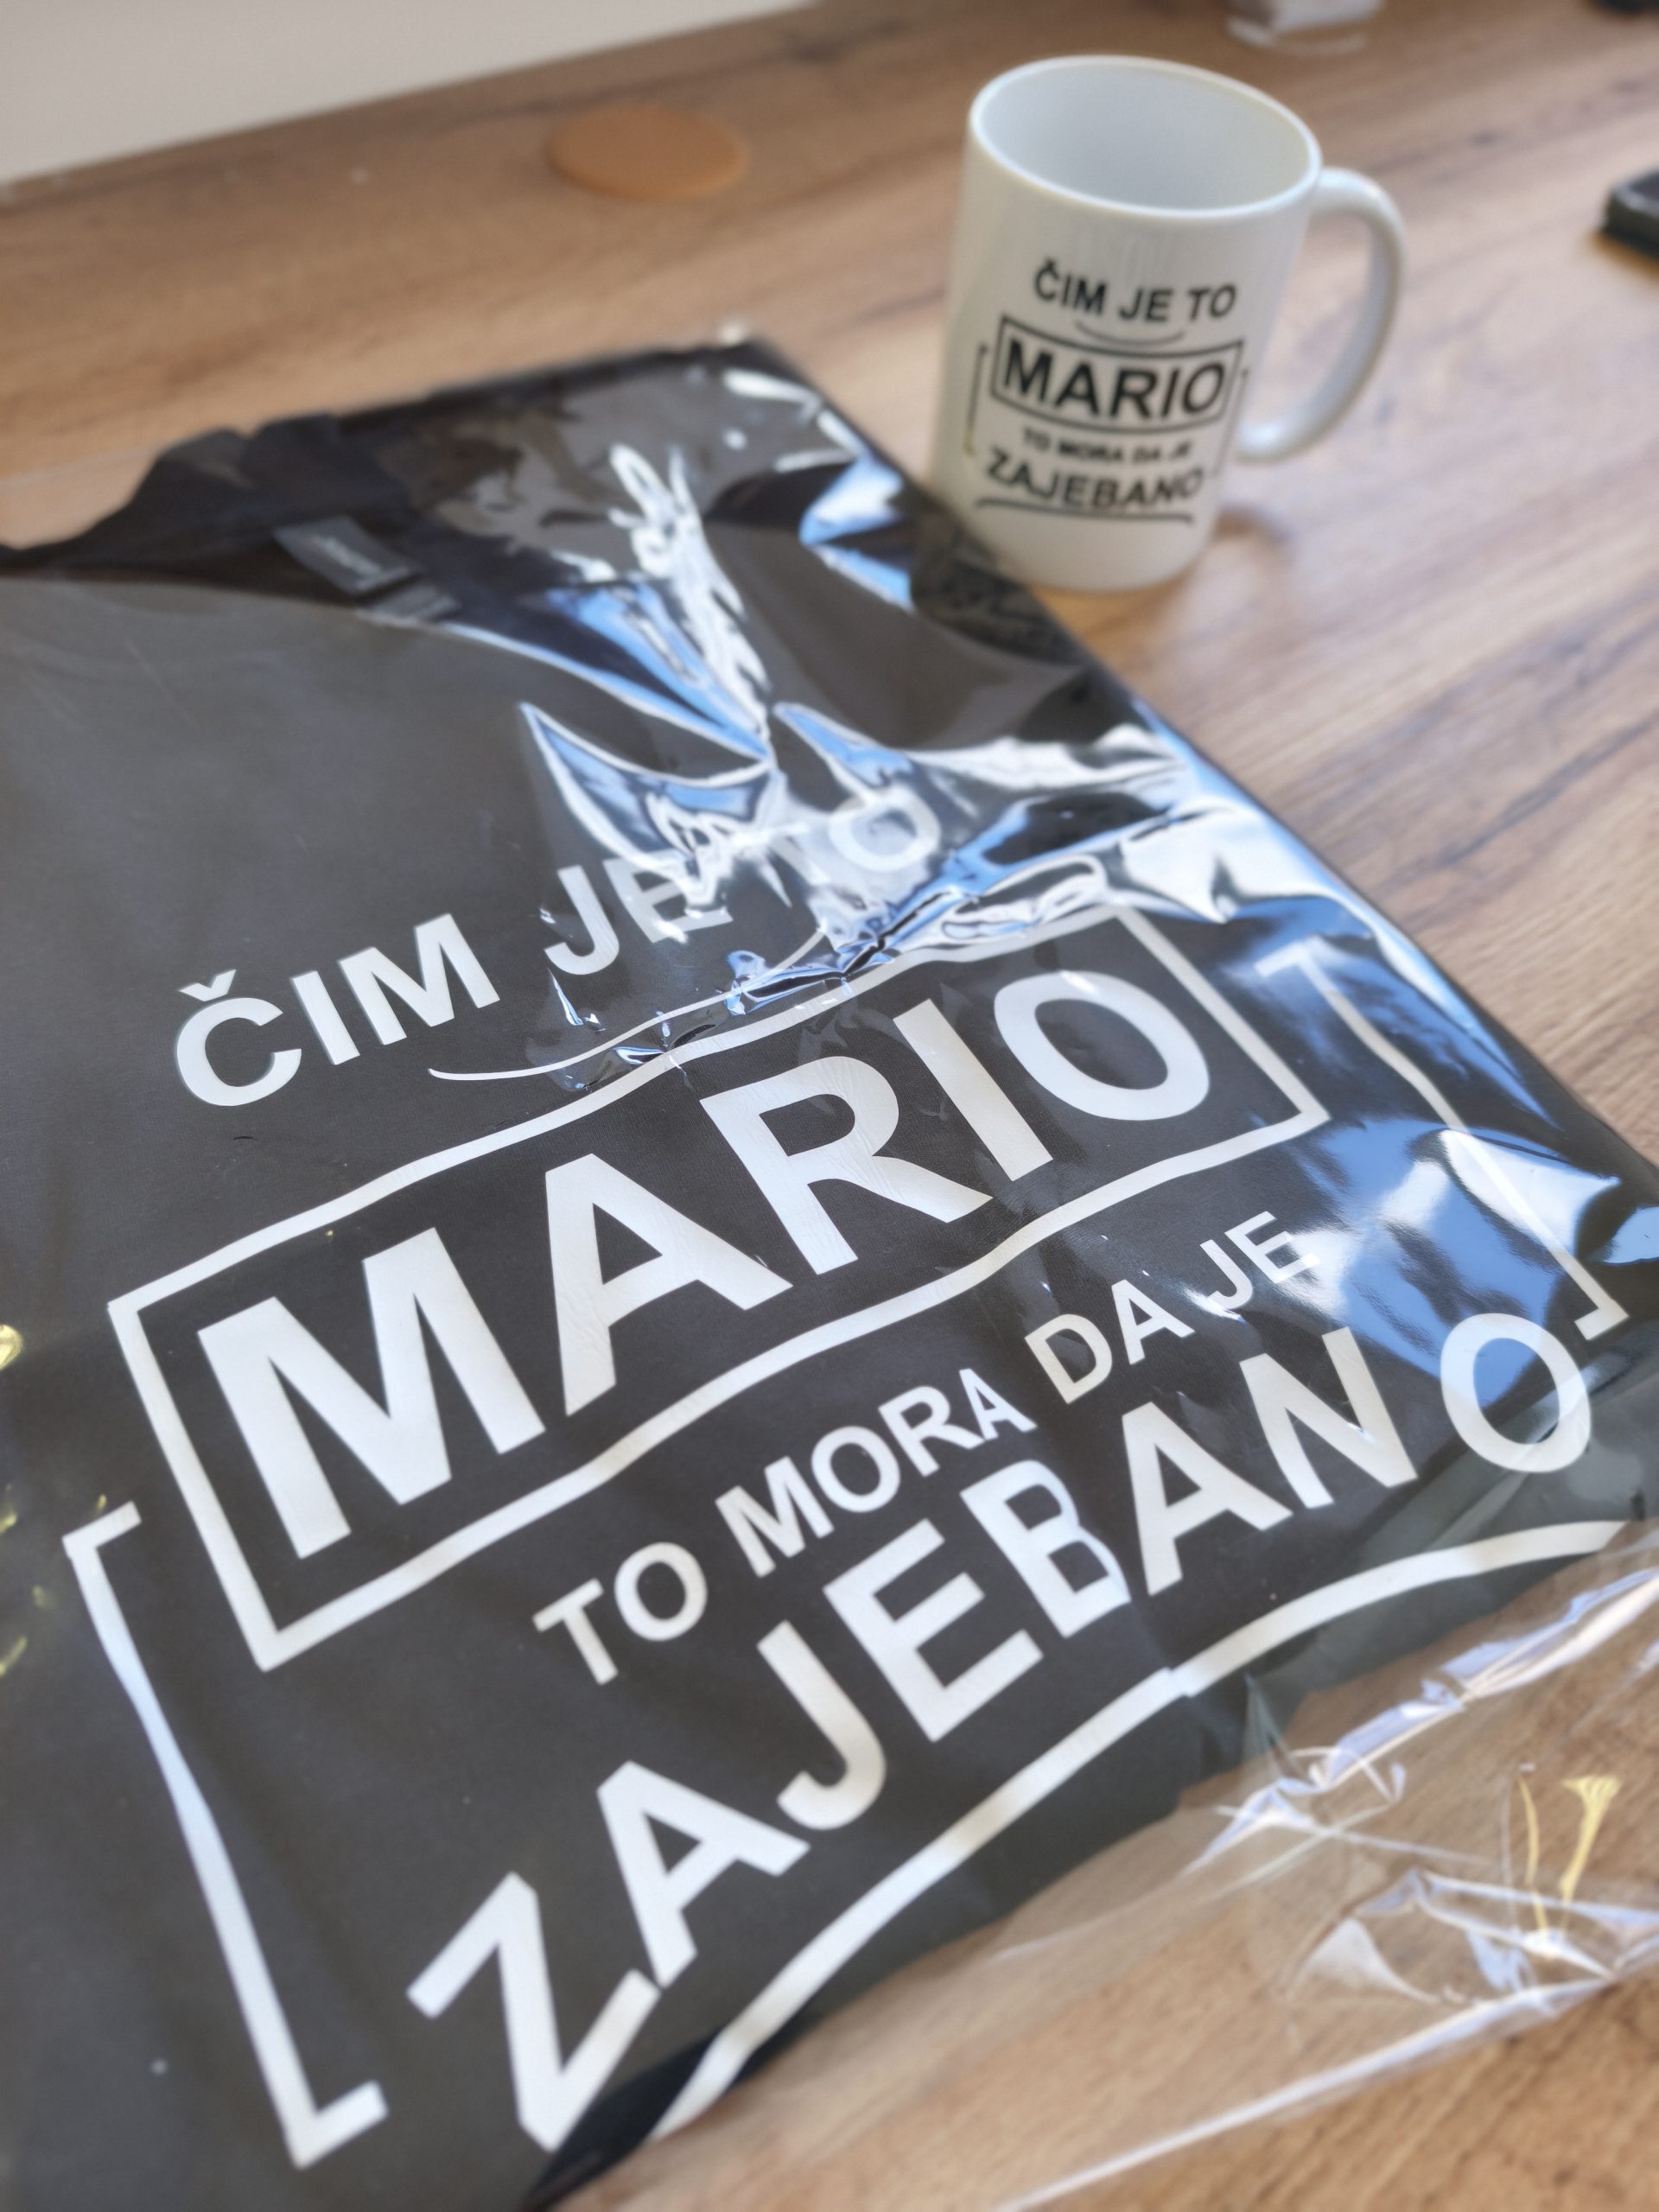 ČIM JE TO
MARIO
TO MORA DA JE
ZAJEBANO
ČIM JE TO
MARIO
TO MORA DA JE
ZAJEBANO